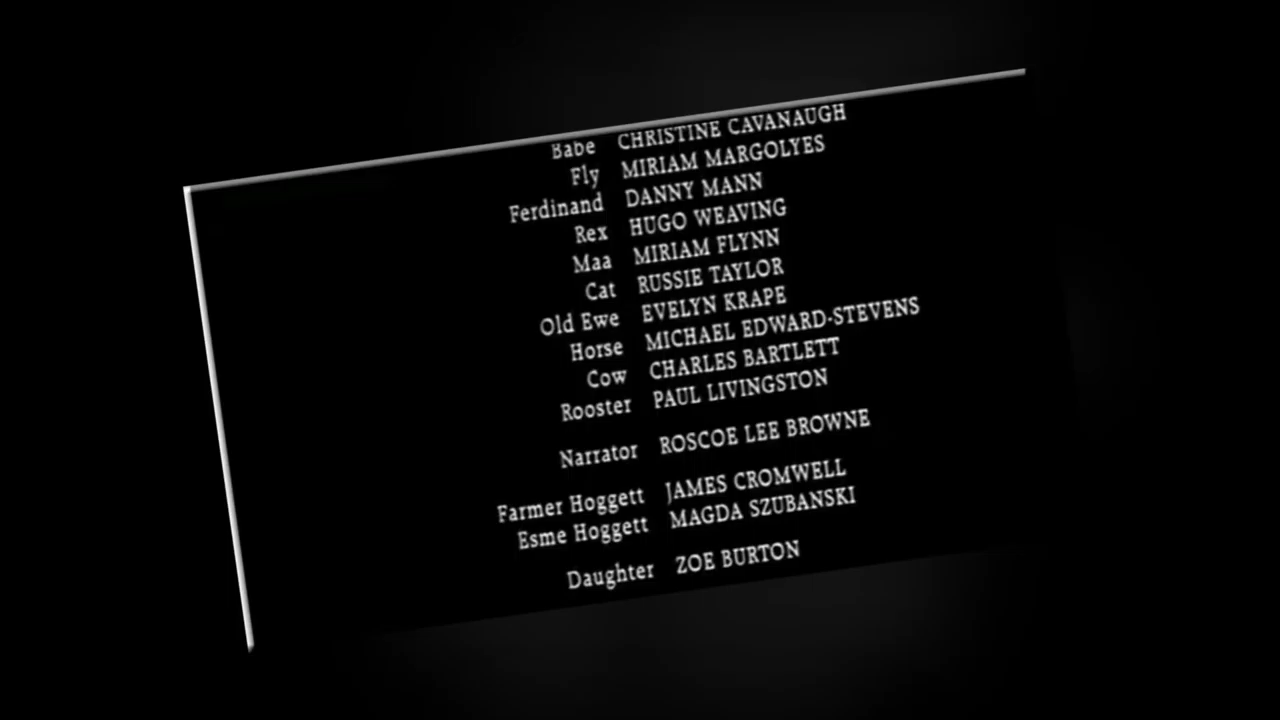 Babe CHRISTINE CAVANAUGH
Fly MIRIAM MARGOLYES
Ferdinand DANNY MANN
Rex HUGO WEAVING
Maa MIRIAM FLYNN
Cat RUSSIE TAYLOR
Old Ewe EVELYN KRAPE
Horse MICHAEL EDWARD-STEVENS
Cow CHARLES BARTLETT
Rooster PAUL LIVINGSTON
Narrator ROSCOE LEE BROWNE
Farmer Hoggett JAMES CROMWELL
Esme Hoggett MAGDA SZUBANSKI
Daughter ZOE BURTON